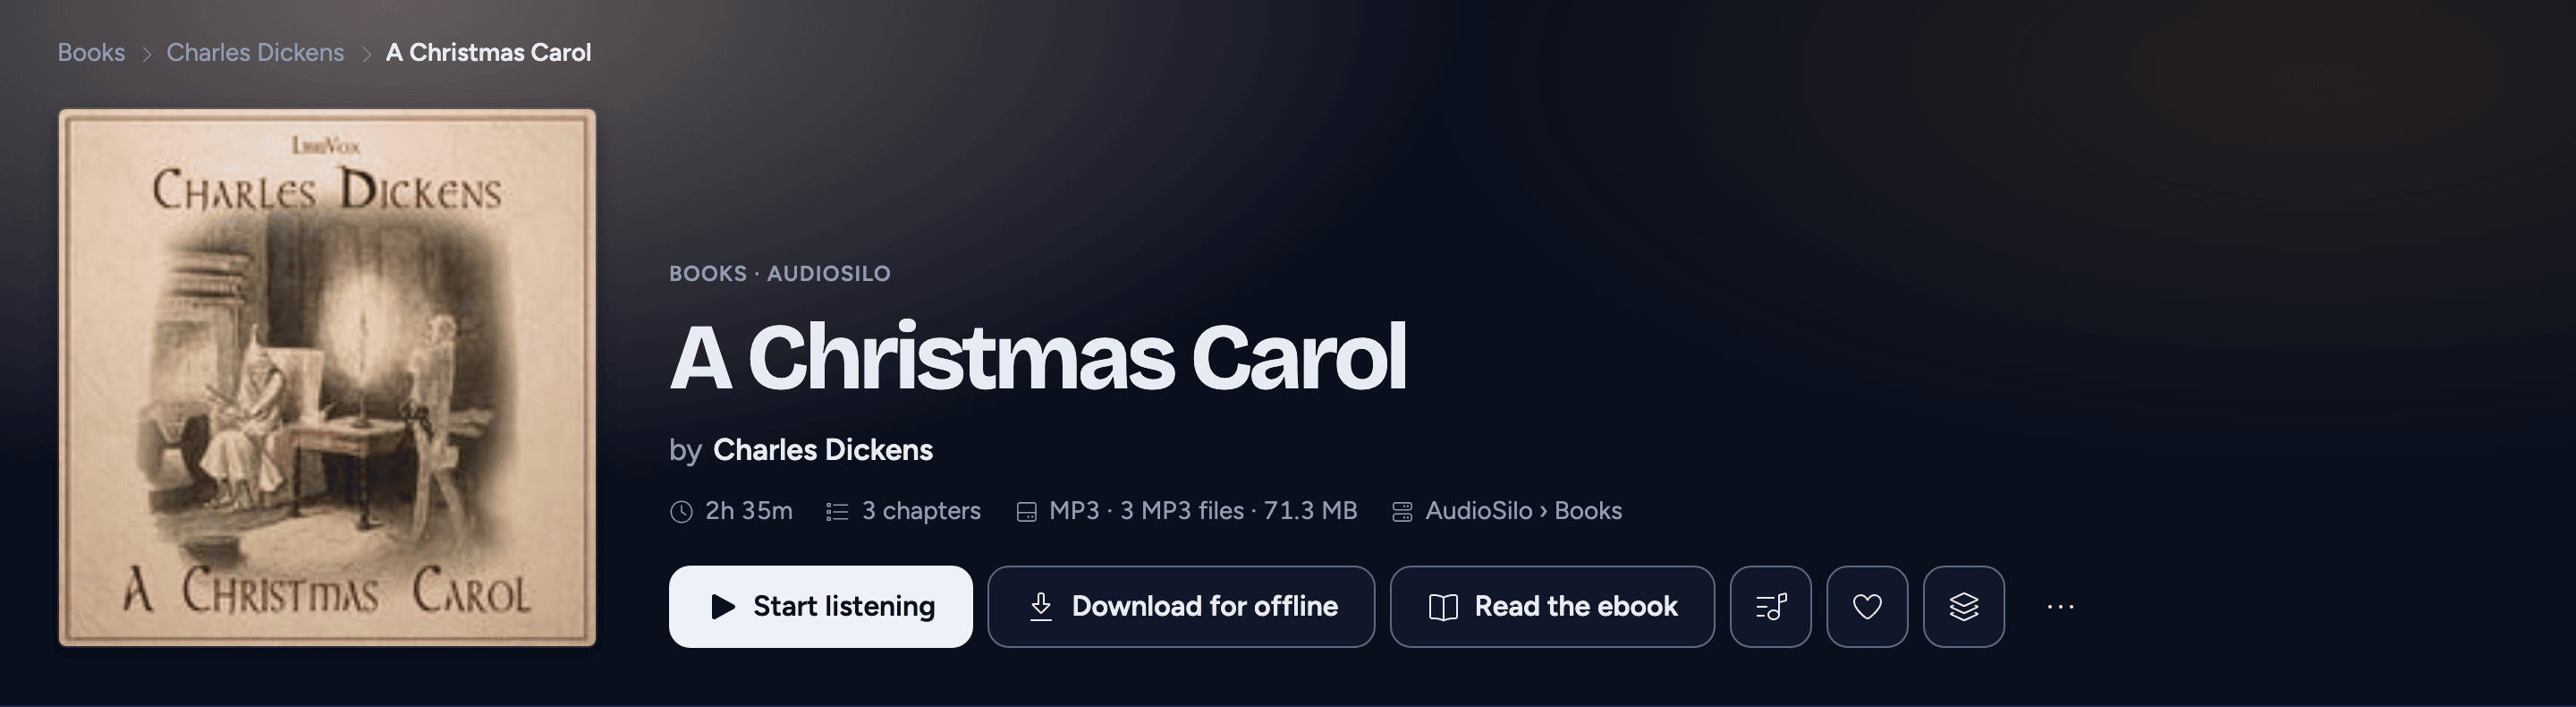 Books > Charles Dickens > A Christmas Carol
LibriVox
Charles Dickens
A Christmas Carol
BOOKS · AUDIOSILO
A Christmas Carol
by Charles Dickens
2h 35m 3 chapters MP3 · 3 MP3 files · 71.3 MB AudioSilo › Books
Start listening Download for offline Read the ebook ...